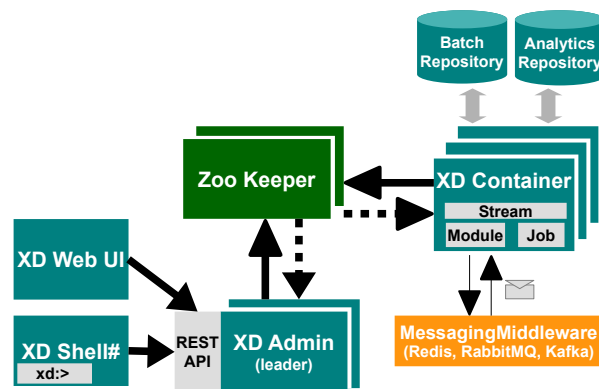 Batch
Repository
Analytics
Repository
Zoo Keeper
XD Container
Stream
Module
Job
XD Web UI
XD Shell#
xd:>
REST
API
XD Admin
(leader)
MessagingMiddleware
(Redis, RabbitMQ, Kafka)